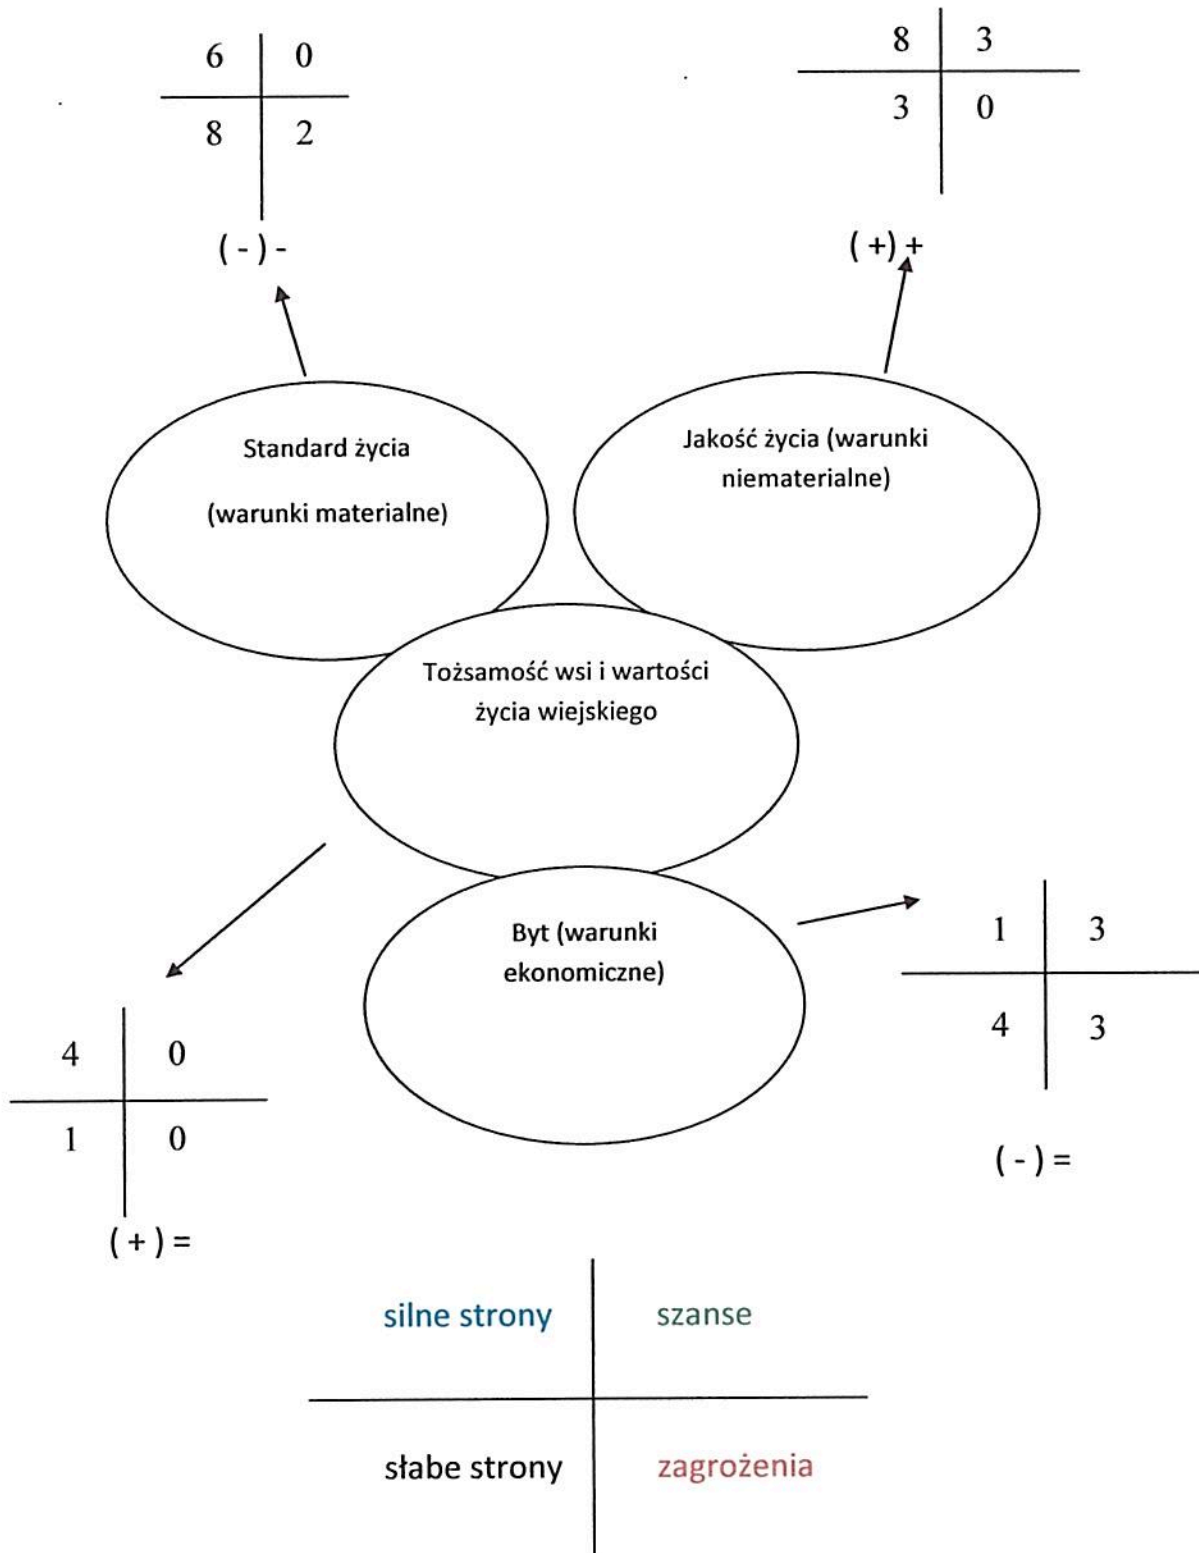 6 0
8 2
( - ) -
8 3
3 0
( +) +
Standard życia
(warunki materialne)
Jakość życia (warunki
niematerialne)
Tożsamość wsi i wartości
życia wiejskiego
Byt (warunki
ekonomiczne)
1 3
4 3
( - ) =
4 0
1 0
( + ) =
silne strony szanse
słabe strony zagrożenia